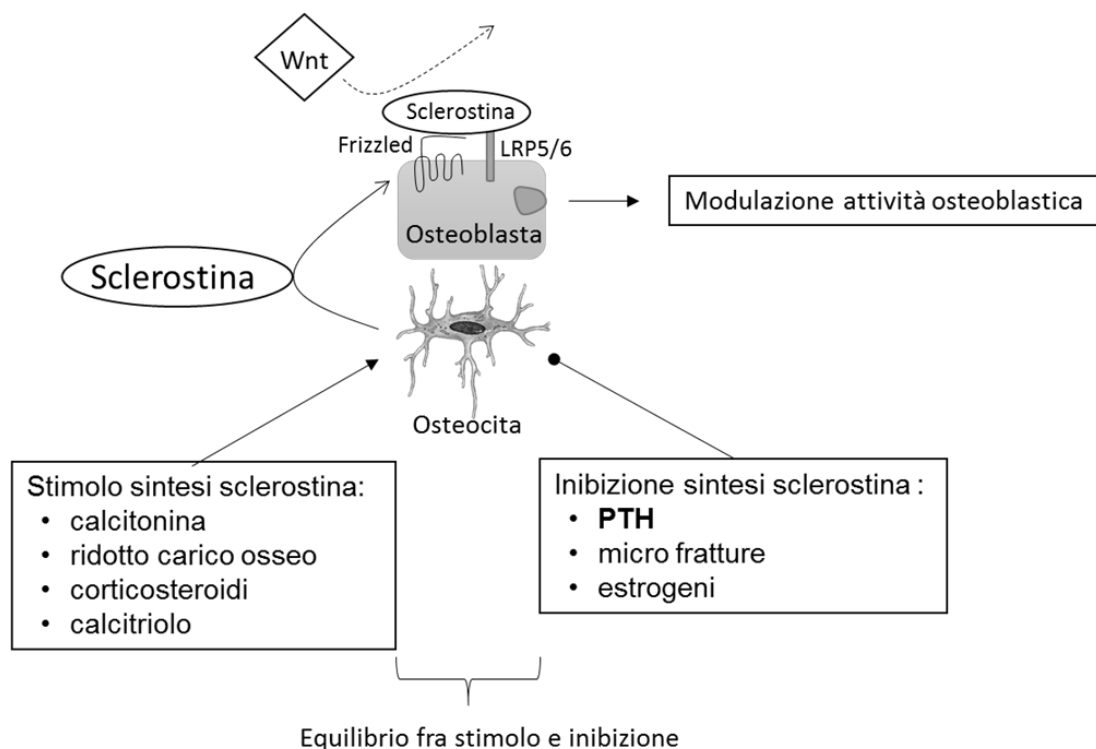 Wnt
Sclerostina
Frizzled
LRP5/6
Osteoblasta
Modulazione attività osteoblastica
Sclerostina
Osteocita
Stimolo sintesi sclerostina:
• calcitonina
• ridotto carico osseo
• corticosteroidi
• calcitriolo
Inibizione sintesi sclerostina :
• PTH
• micro fratture
• estrogeni
Equilibrio fra stimolo e inibizione